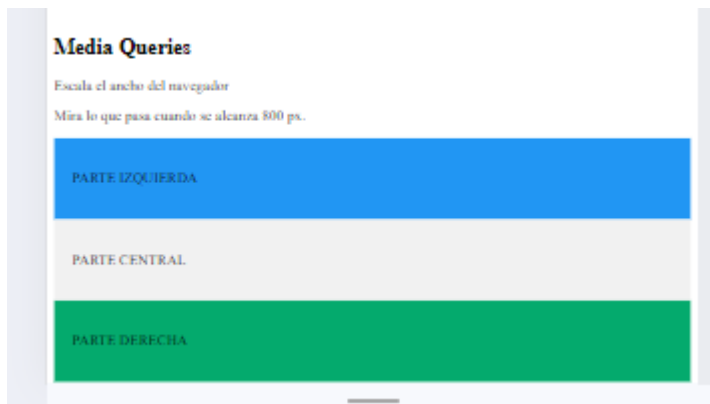 Media Queries
Escala el ancho del navegador
Mira lo que pasa cuando se alcanza 800 px.
PARTE IZQUIERDA
PARTE CENTRAL
PARTE DERECHA